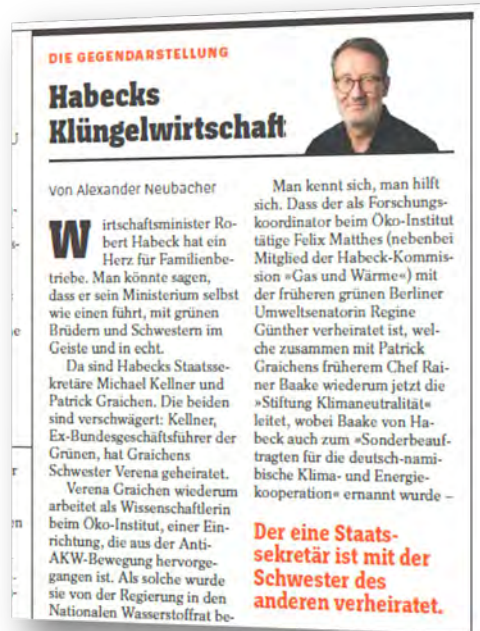 DIE GEGENDARSTELLUNG
Habecks
Klüngelwirtschaft
Von Alexander Neubacher
Wirtschaftsminister Ro-
bert Habeck hat ein
Herz für Familienbe-
triebe. Man könnte sagen,
dass er sein Ministerium selbst
wie einen führt, mit grünen
Brüdern und Schwestern im
Geiste und in echt.
Da sind Habecks Staatsse-
kretäre Michael Kellner und
Patrick Graichen. Die beiden
sind verschwägert: Kellner,
Ex-Bundesgeschäftsführer der
Grünen, hat Graichens
Schwester Verena geheiratet.
Verena Graichen wiederum
arbeitet als Wissenschaftlerin
beim Öko-Institut, einer Ein-
richtung, die aus der Anti-
AKW-Bewegung hervorge-
gangen ist. Als solche wurde
sie von der Regierung in den
Nationalen Wasserstoffrat be-
Man kennt sich, man hilft
sich. Dass der als Forschungs-
koordinator beim Öko-Institut
tätige Felix Matthes (nebenbei
Mitglied der Habeck-Kommis-
sion »Gas und Wärme«) mit
der früheren grünen Berliner
Umweltsenatorin Regine
Günther verheiratet ist, wel-
che zusammen mit Patrick
Graichens früherem Chef Rai-
ner Baake wiederum jetzt die
»Stiftung Klimaneutralität«
leitet, wobei Baake von Ha-
beck auch zum »Sonderbeauf-
tragten für die deutsch-nami-
bische Klima- und Energie-
kooperation« ernannt wurde –
Der eine Staats-
sekretär ist mit der
Schwester des
anderen verheiratet.